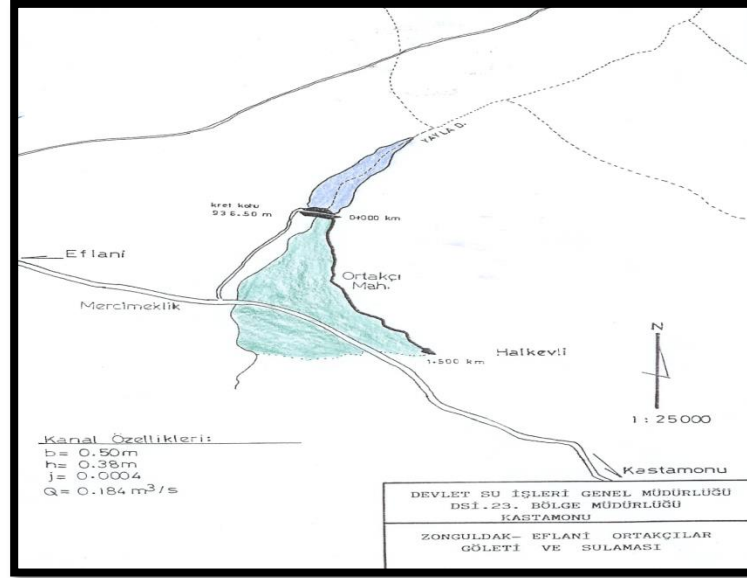 YAYLA D.
kret kotu
936.50 m
0+000 km
Eflani
Ortakçı
Mah.
Mercimeklik
Halkevli
1+500 km
N
1 : 25000
Kanal Özellikleri:
b= 0.50m
h= 0.38m
j= 0.0004
Q= 0.184 m³/s
Kastamonu
DEVLET SU İŞLERİ GENEL MÜDÜRLÜĞÜ
DSİ.23. BÖLGE MÜDÜRLÜĞÜ
KASTAMONU
ZONGULDAK- EFLANİ ORTAKÇILAR
GÖLETİ VE SULAMASI